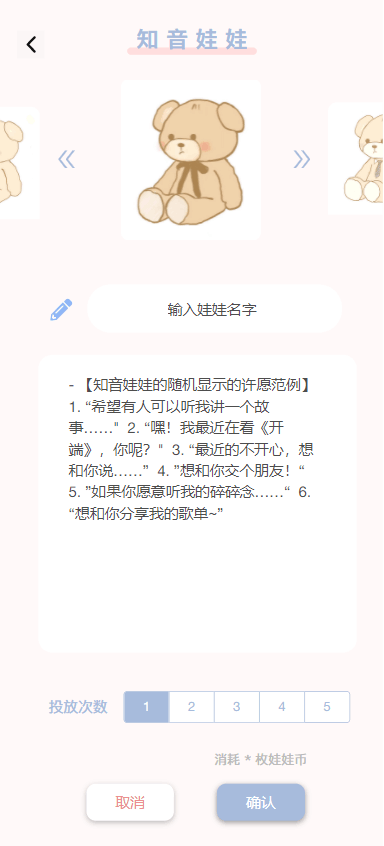 知音娃娃
输入娃娃名字
- 【知音娃娃的随机显示的许愿范例】
1. “希望有人可以听我讲一个故
事……" 2. “嘿！我最近在看《开
端》，你呢？" 3. “最近的不开心，想
和你说……” 4. ”想和你交个朋友！“
5. ”如果你愿意听我的碎碎念……“ 6.
“想和你分享我的歌单~”
投放次数 1 2 3 4 5
消耗 * 枚娃娃币
取消 确认